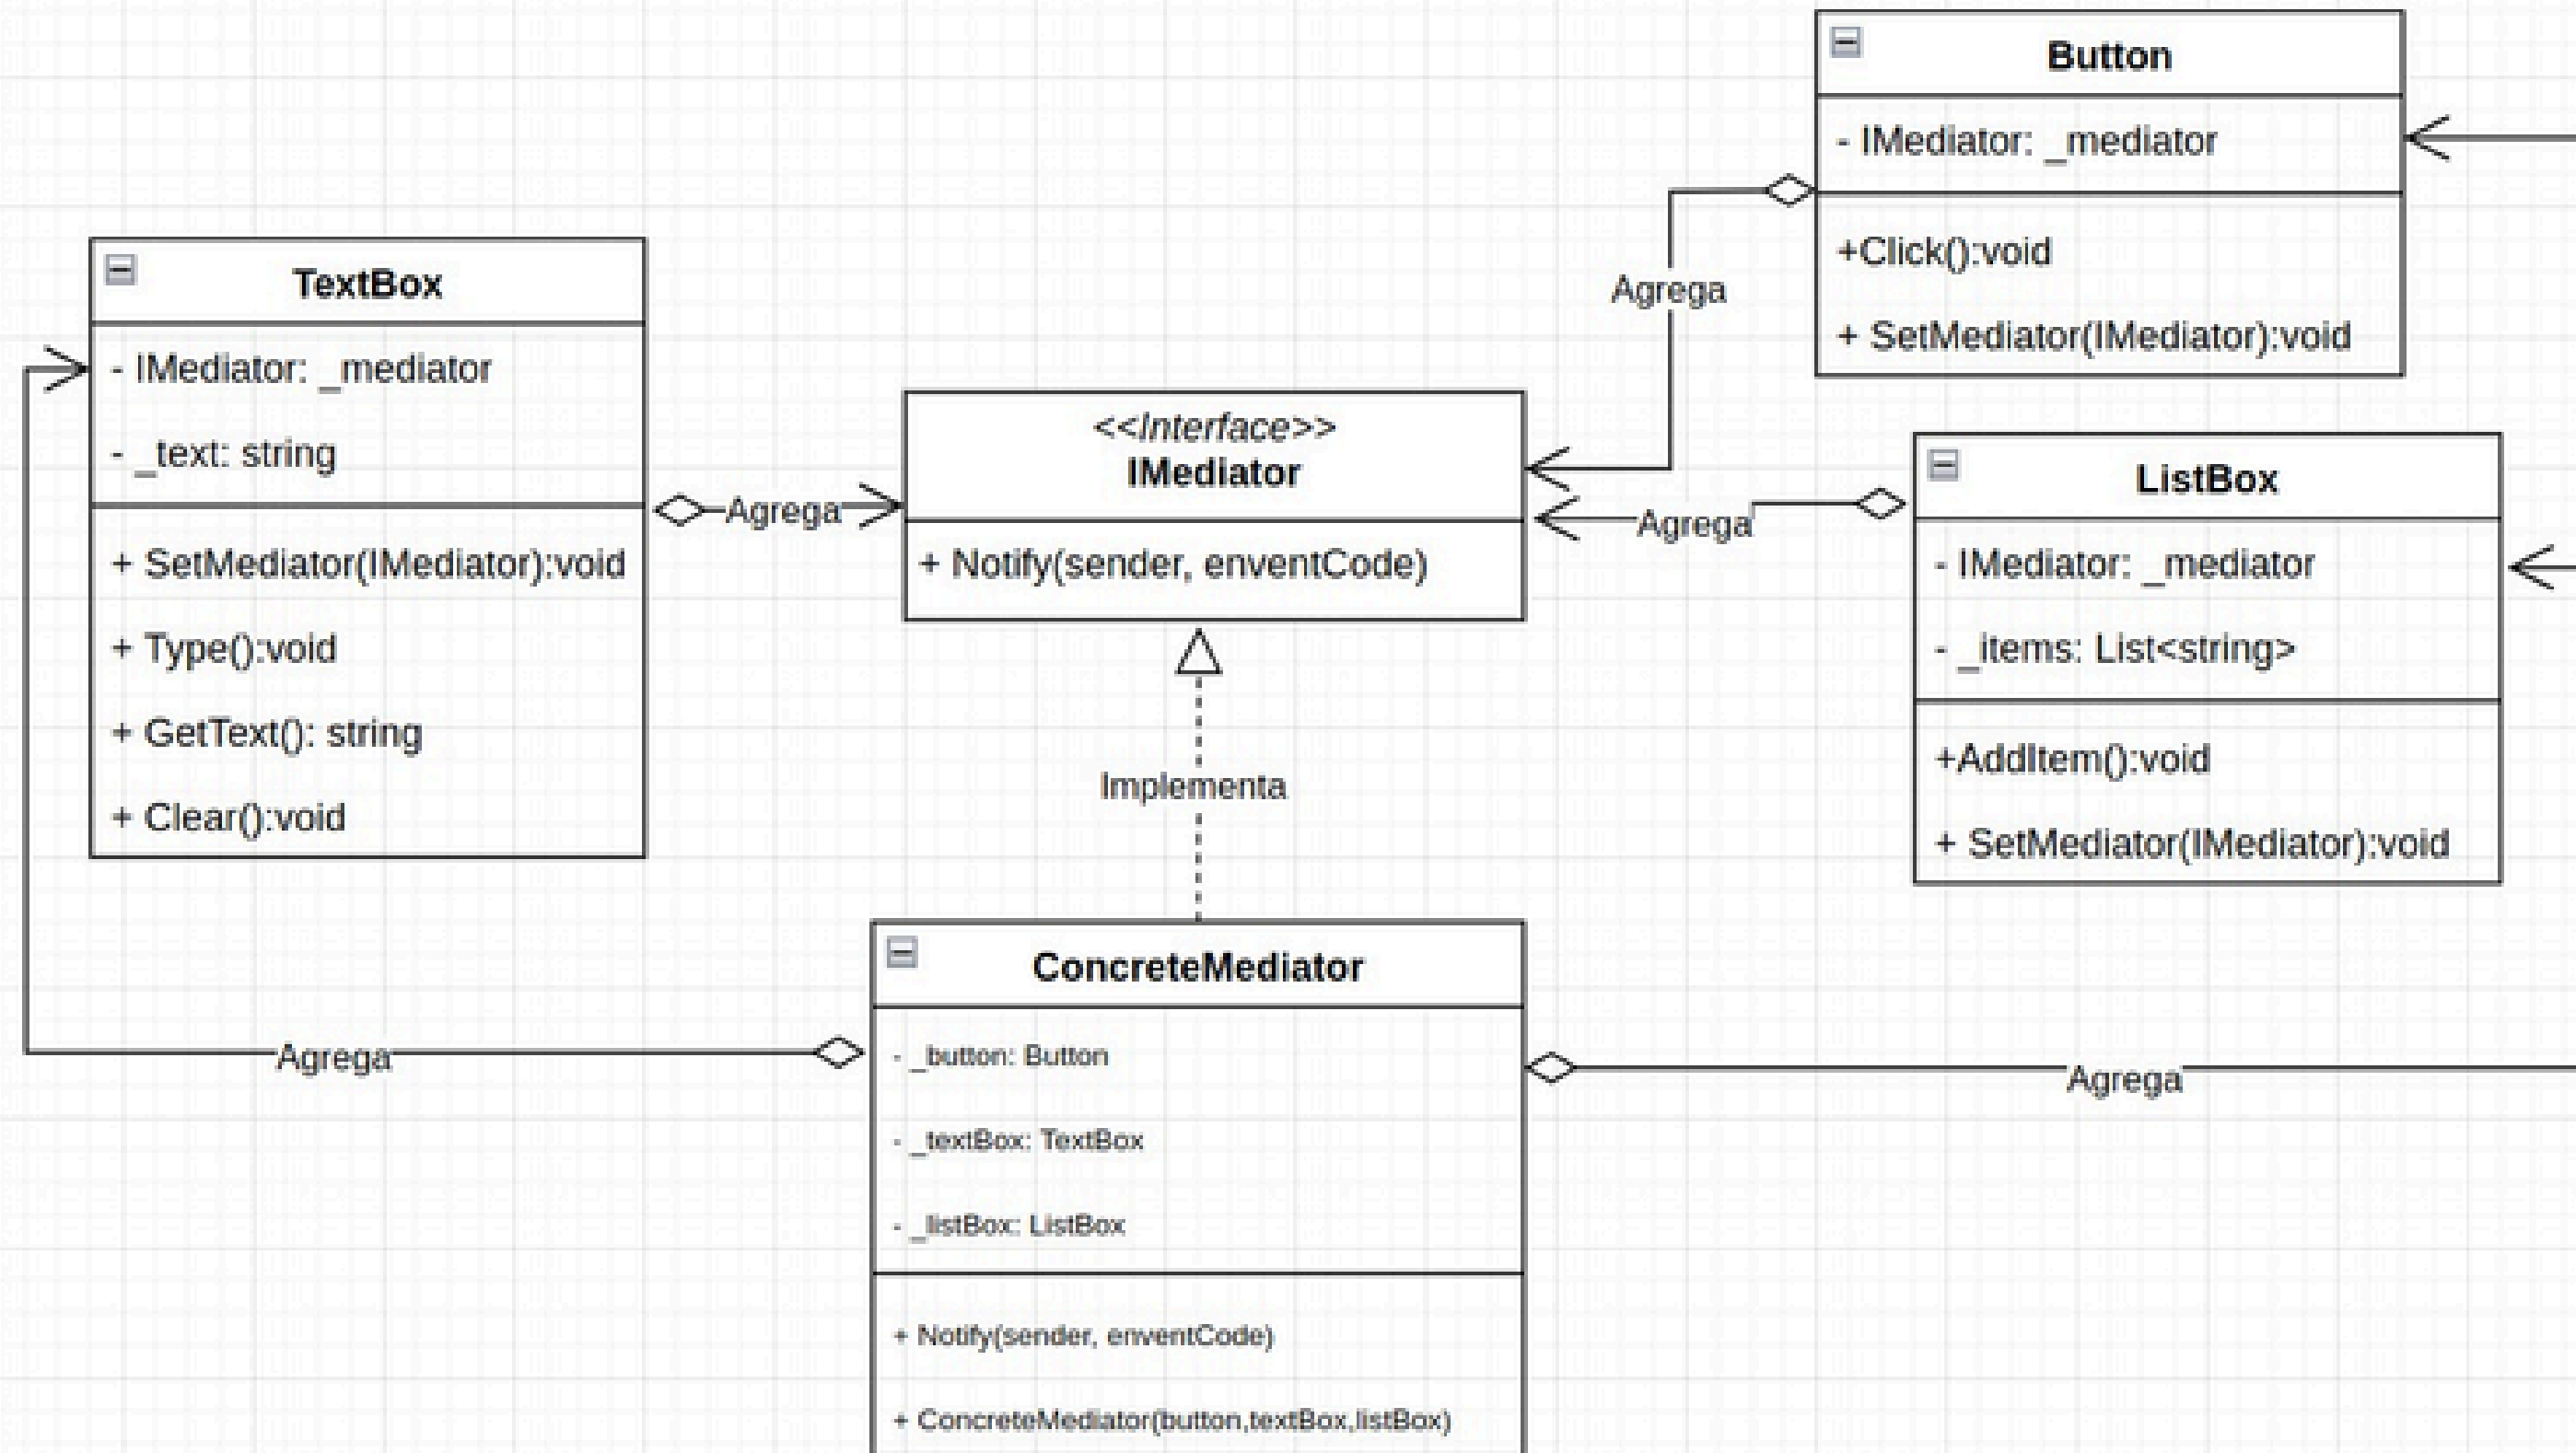 Button
- IMediator: _mediator
+Click():void
+ SetMediator(IMediator):void
Agrega
TextBox
- IMediator: _mediator
- _text: string
+ SetMediator(IMediator):void
+ Type():void
+ GetText(): string
+ Clear():void
Agrega
<<Interface>>
IMediator
+ Notify(sender, enventCode)
Agrega
ListBox
- IMediator: _mediator
- _items: List<string>
+AddItem():void
+ SetMediator(IMediator):void
Implementa
Agrega
ConcreteMediator
- _button: Button
- _textBox: TextBox
- _listBox: ListBox
+ Notify(sender, enventCode)
+ ConcreteMediator(button,textBox,listBox)
Agrega